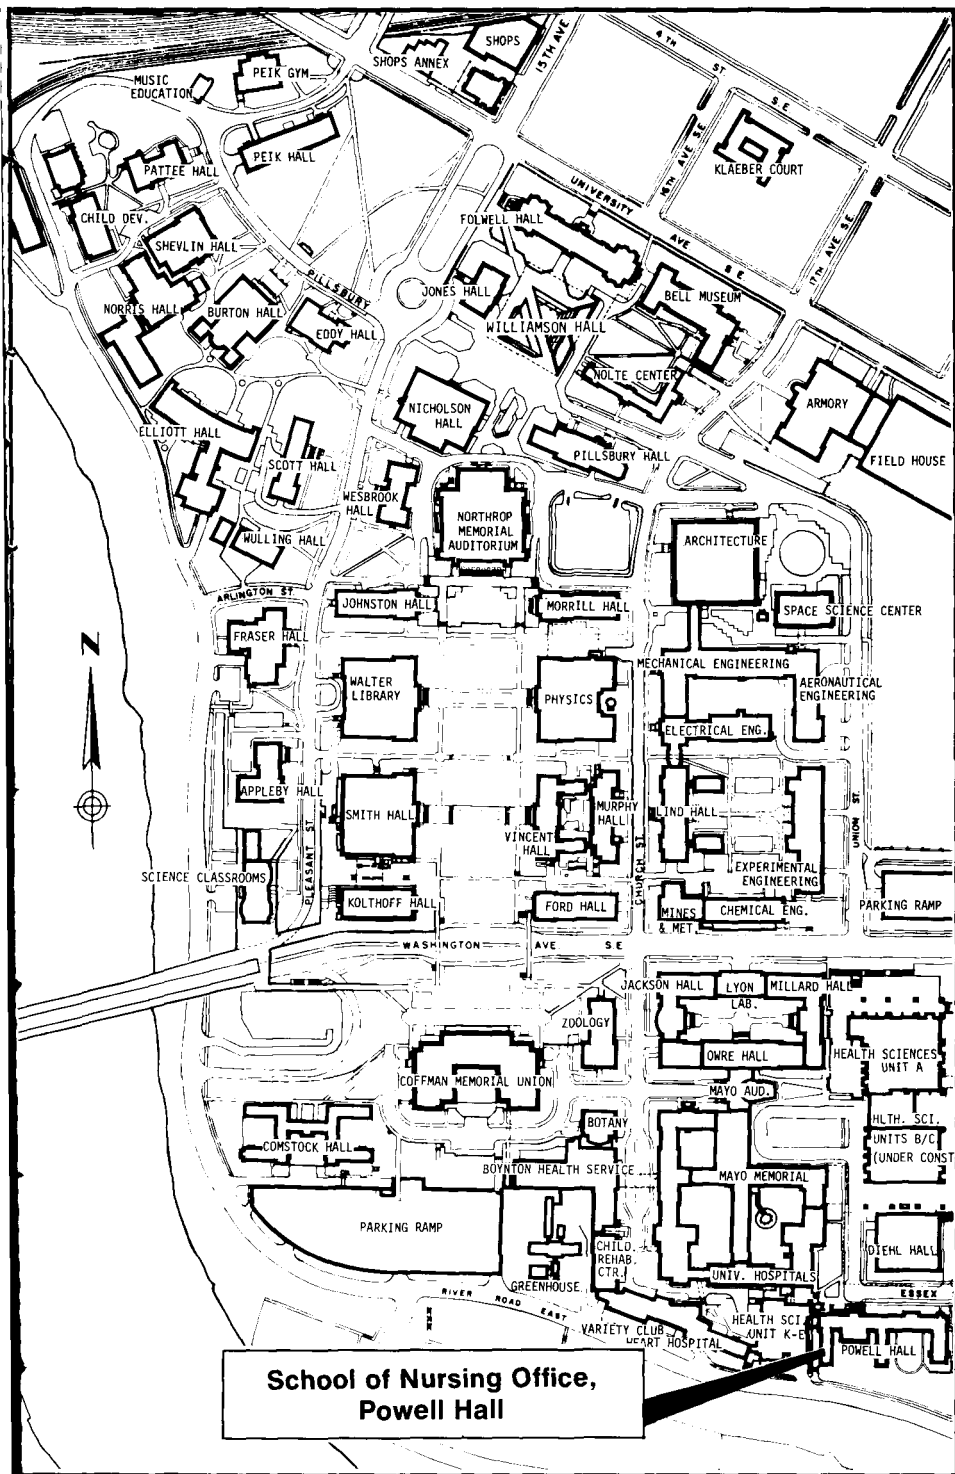 SHOPS
SHOPS ANNEX
15TH AVE
4TH
ST.
S.E.
PEIK GYM
MUSIC
EDUCATION
PEIK HALL
PATTEE HALL
KLAEBER COURT
16TH AVE S.E
17TH AVE S.E
UNIVERSITY
AVE
S E
CHILD DEV.
FOLWELL HALL
SHEVLIN HALL
PILLSBURY
JONES HALL
BELL MUSEUM
NORRIS HALL
BURTON HALL
EDDY HALL
WILLIAMSON HALL
NOLTE CENTER
NICHOLSON
HALL
ARMORY
ELLIOTT HALL
PILLSBURY HALL
FIELD HOUSE
SCOTT HALL
WESBROOK
HALL
NORTHROP
MEMORIAL
AUDITORIUM
WULLING HALL
ARCHITECTURE
ARLINGTON ST.
JOHNSTON HALL
MORRILL HALL
SPACE SCIENCE CENTER
FRASER HALL
N
MECHANICAL ENGINEERING
WALTER
LIBRARY
PHYSICS
AERONAUTICAL
ENGINEERING
ELECTRICAL ENG.
APPLEBY HALL
SMITH HALL
MURPHY
HALL
LIND HALL
VINCENT
HALL
PLEASANT ST.
CHURCH ST.
UNION ST.
EXPERIMENTAL
ENGINEERING
SCIENCE CLASSROOMS
KOLTHOFF HALL
FORD HALL
MINES
& MET.
CHEMICAL ENG.
PARKING RAMP
WASHINGTON
AVE
S E
JACKSON HALL
LYON
LAB.
MILLARD HALL
ZOOLOGY
OWRE HALL
HEALTH SCIENCES
UNIT A
COFFMAN MEMORIAL UNION
MAYO AUD.
BOTANY
HLTH. SCI.
UNITS B/C
(UNDER CONST
COMSTOCK HALL
BOYNTON HEALTH SERVICE
MAYO MEMORIAL
PARKING RAMP
CHILD.
REHAB.
CTR.
DIEHL HALL
GREENHOUSE
UNIV. HOSPITALS
ESSEX
RIVER
ROAD
EAST
HEALTH SCI
UNIT K-E
VARIETY CLUB
HEART HOSPITAL
POWELL HALL
School of Nursing Office,
Powell Hall